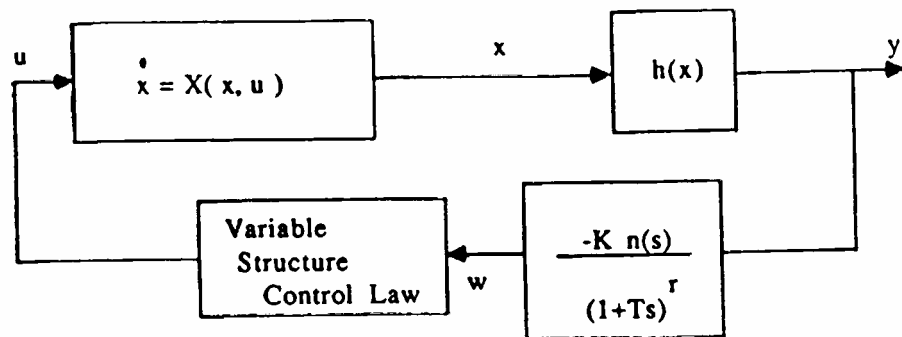 u
ẋ = X( x, u )
x
h(x)
y
Variable
Structure
Control Law
w
-K n(s)
(1+Ts)^r